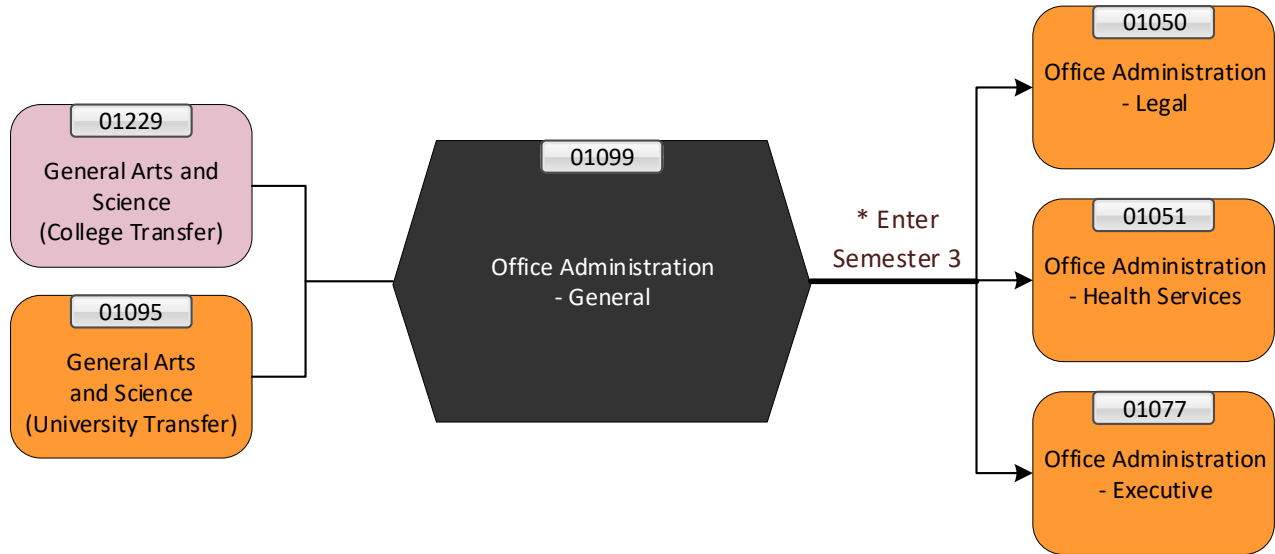 01229
General Arts and
Science
(College Transfer)
01095
General Arts
and Science
(University Transfer)
01099
Office Administration
- General
* Enter
Semester 3
01050
Office Administration
- Legal
01051
Office Administration
- Health Services
01077
Office Administration
- Executive